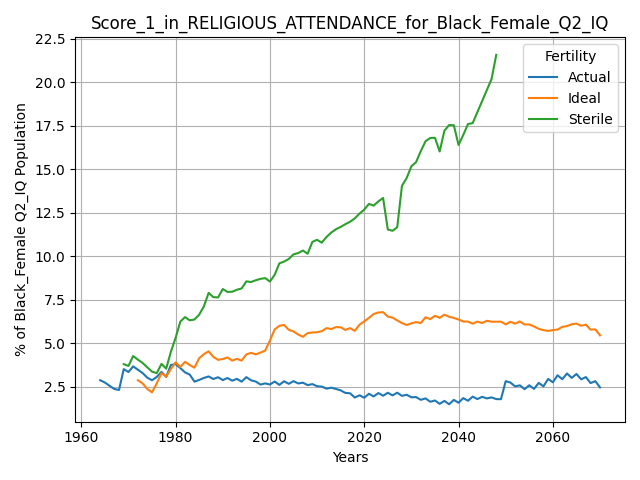 Score_1_in_RELIGIOUS_ATTENDANCE_for_Black_Female_Q2_IQ
% of Black_Female Q2_IQ Population
22.5
20.0
17.5
15.0
12.5
10.0
7.5
5.0
2.5
Fertility
Actual
Ideal
Sterile
1960 1980 2000 2020 2040 2060
Years